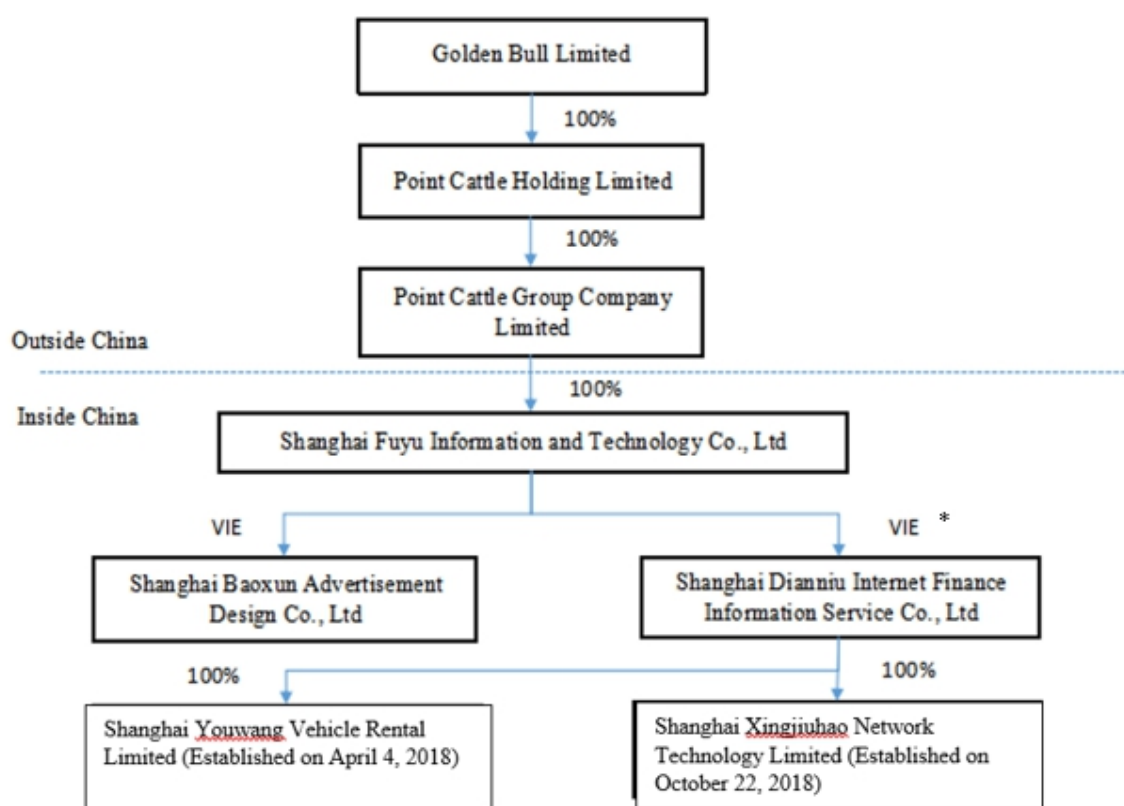 Golden Bull Limited
100%
Point Cattle Holding Limited
100%
Point Cattle Group Company
Limited
Outside China
100%
Inside China
Shanghai Fuyu Information and Technology Co., Ltd
VIE
VIE *
Shanghai Baoxun Advertisement
Design Co., Ltd
Shanghai Dianniu Internet Finance
Information Service Co., Ltd
100%
100%
Shanghai Youwang Vehicle Rental
Limited (Established on April 4, 2018)
Shanghai Xingjiuhao Network
Technology Limited (Established on
October 22, 2018)